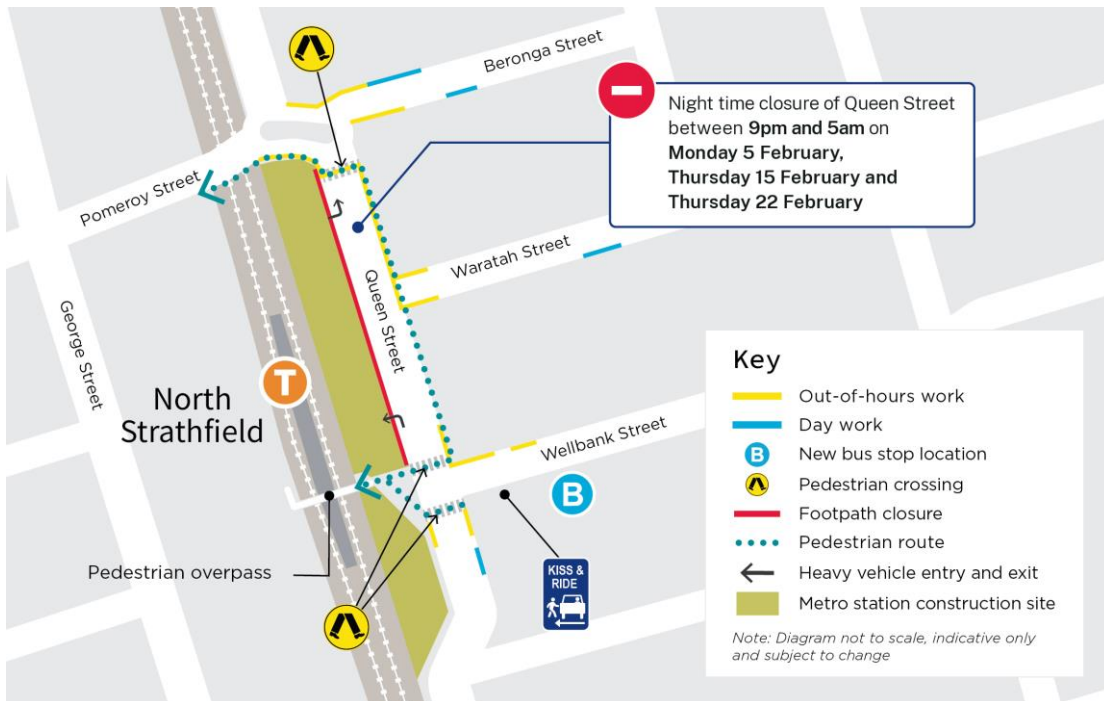 Beronga Street
Night time closure of Queen Street
between 9pm and 5am on
Monday 5 February,
Thursday 15 February and
Thursday 22 February
Pomeroy Street
Waratah Street
Queen Street
George Street
T
North
Strathfield
Wellbank Street
B
Pedestrian overpass
KISS &
RIDE
Key
Out-of-hours work
Day work
B
New bus stop location
Pedestrian crossing
Footpath closure
Pedestrian route
Heavy vehicle entry and exit
Metro station construction site
Note: Diagram not to scale, indicative only
and subject to change